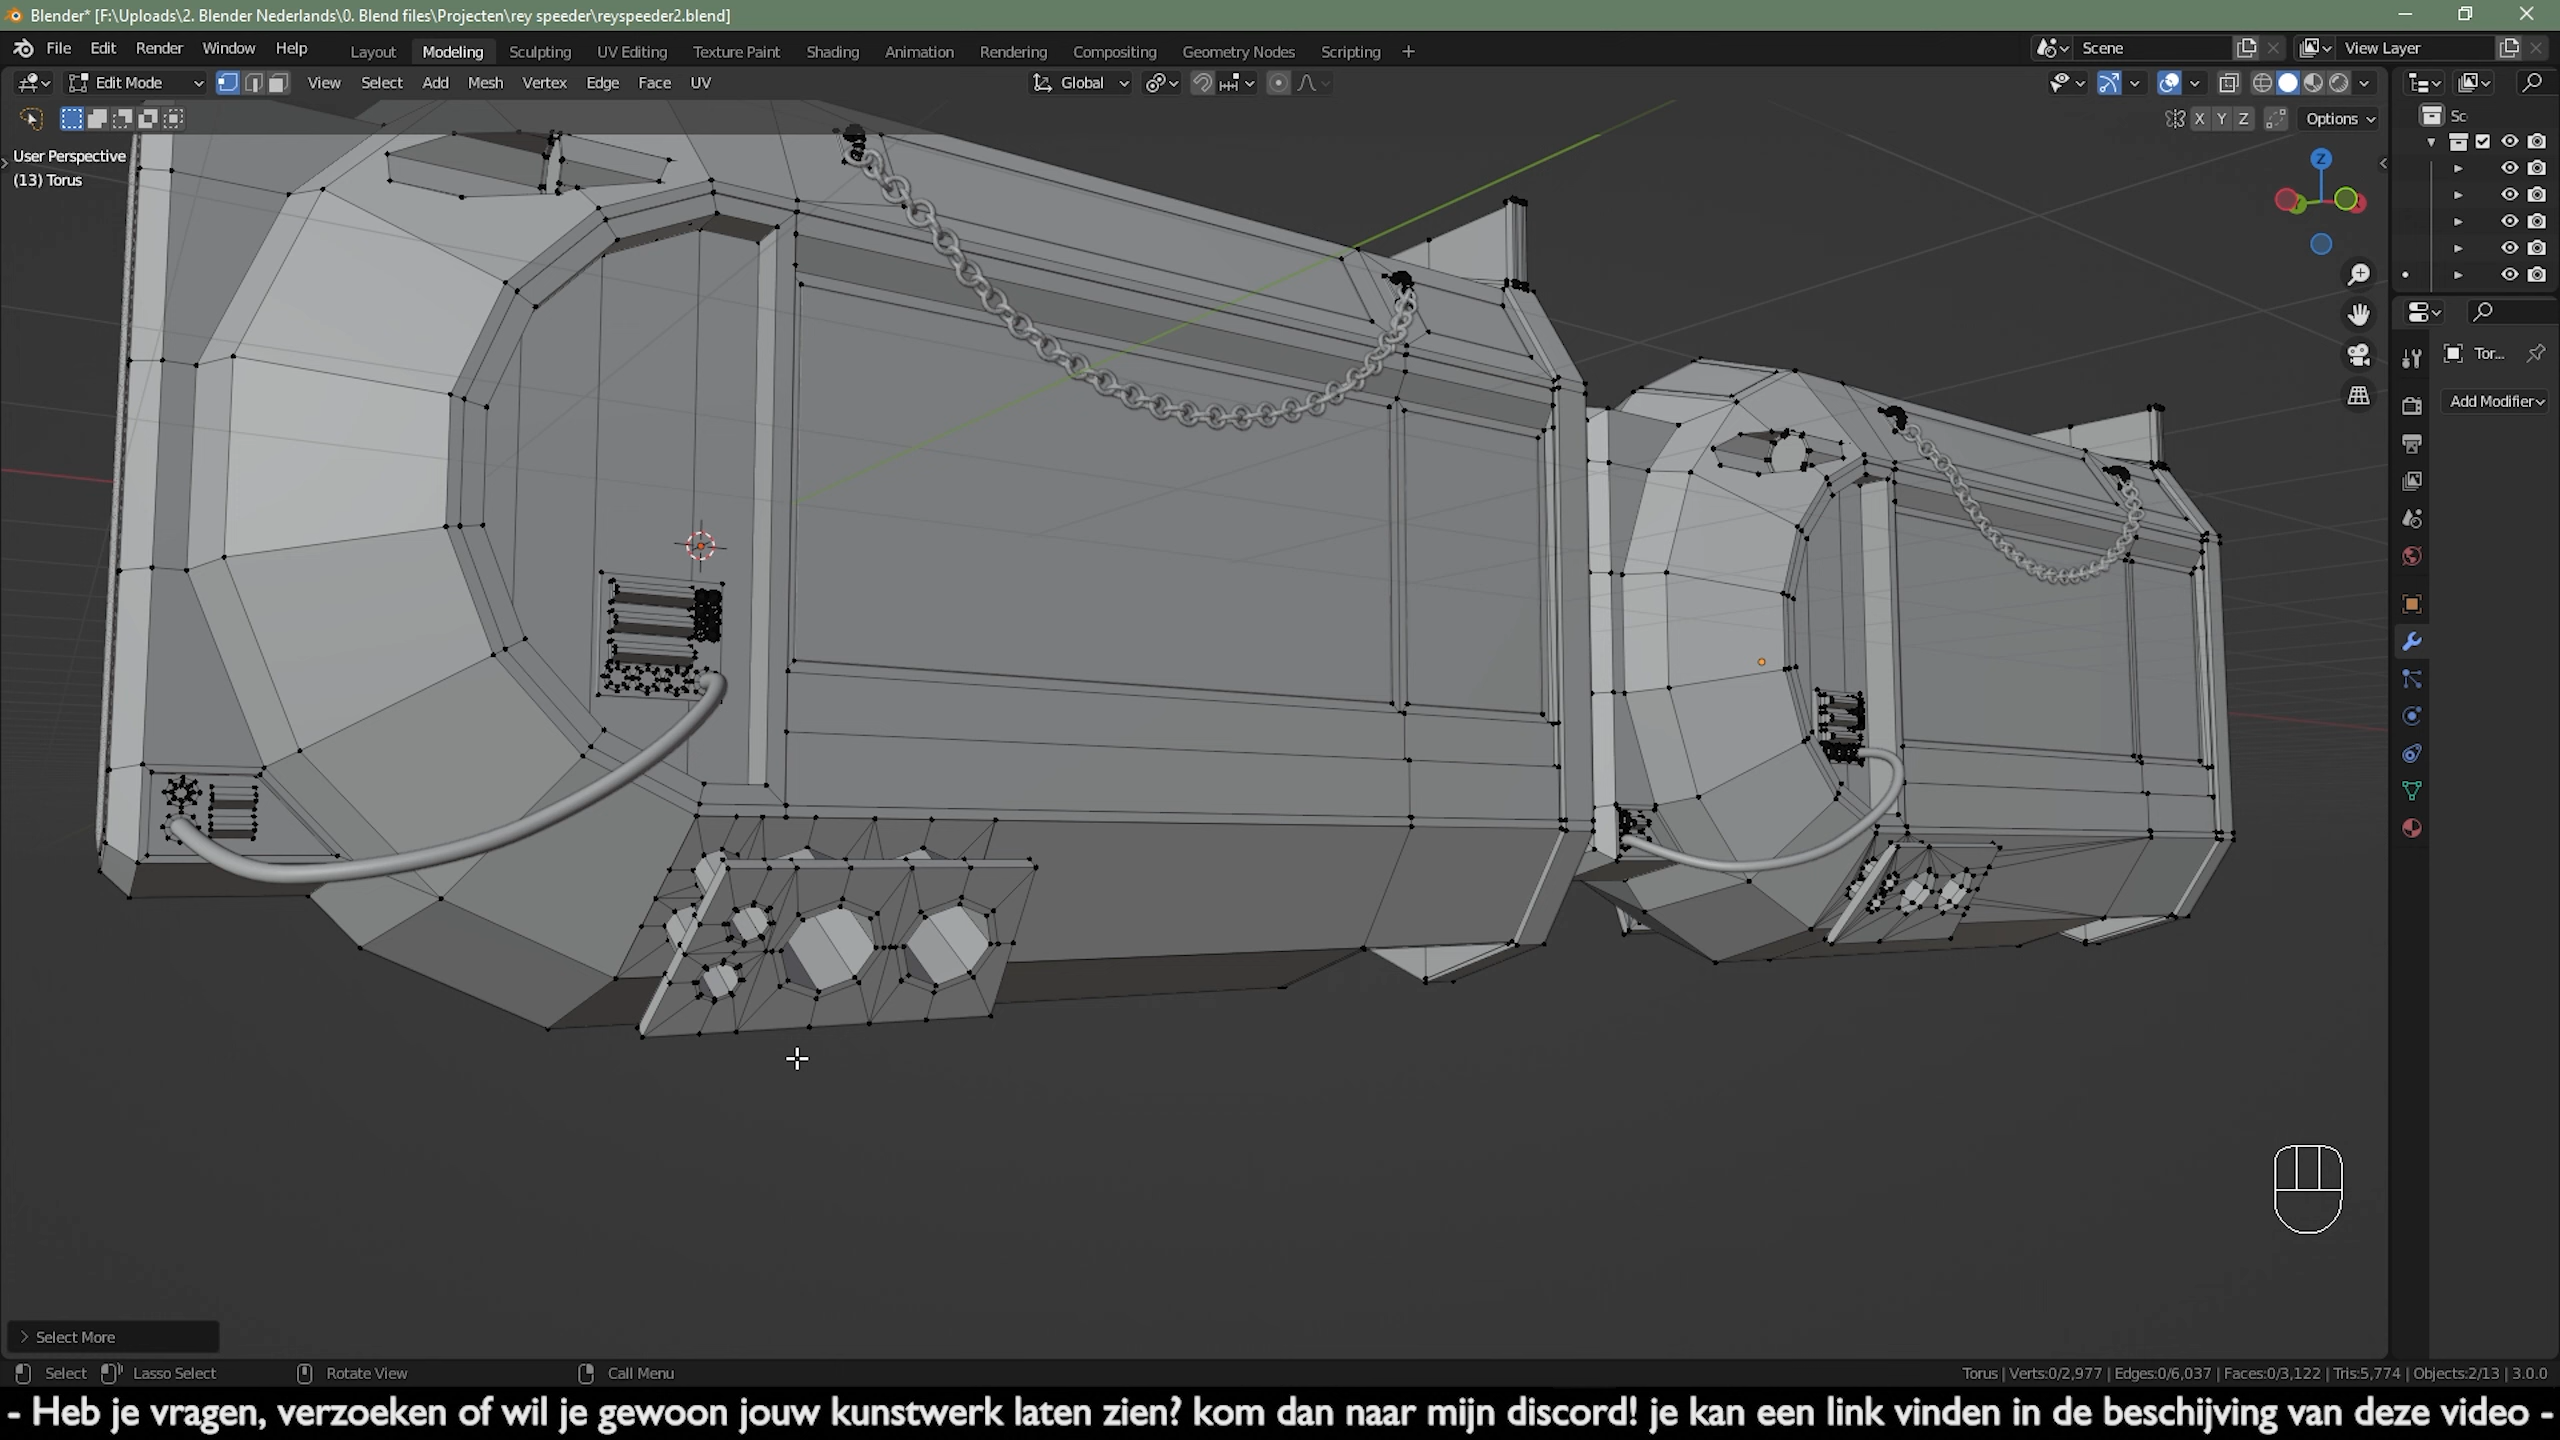 Blender* [F:\Uploads\2. Blender Nederlands\0. Blend files\Projecten\rey speeder\reyspeeder2.blend]
File Edit Render Window Help Layout Modeling Sculpting UV Editing Texture Paint Shading Animation Rendering Compositing Geometry Nodes Scripting + Scene View Layer
Edit Mode View Select Add Mesh Vertex Edge Face UV Global
X Y Z Options
Sc
User Perspective
(13) Torus
Z
Tor...
Add Modifier
Select More
Select Lasso Select Rotate View Call Menu Torus | Verts:0/2,977 | Edges:0/6,037 | Faces:0/3,122 | Tris:5,774 | Objects:2/13 | 3.0.0
- Heb je vragen, verzoeken of wil je gewoon jouw kunstwerk laten zien? kom dan naar mijn discord! je kan een link vinden in de beschijving van deze video -